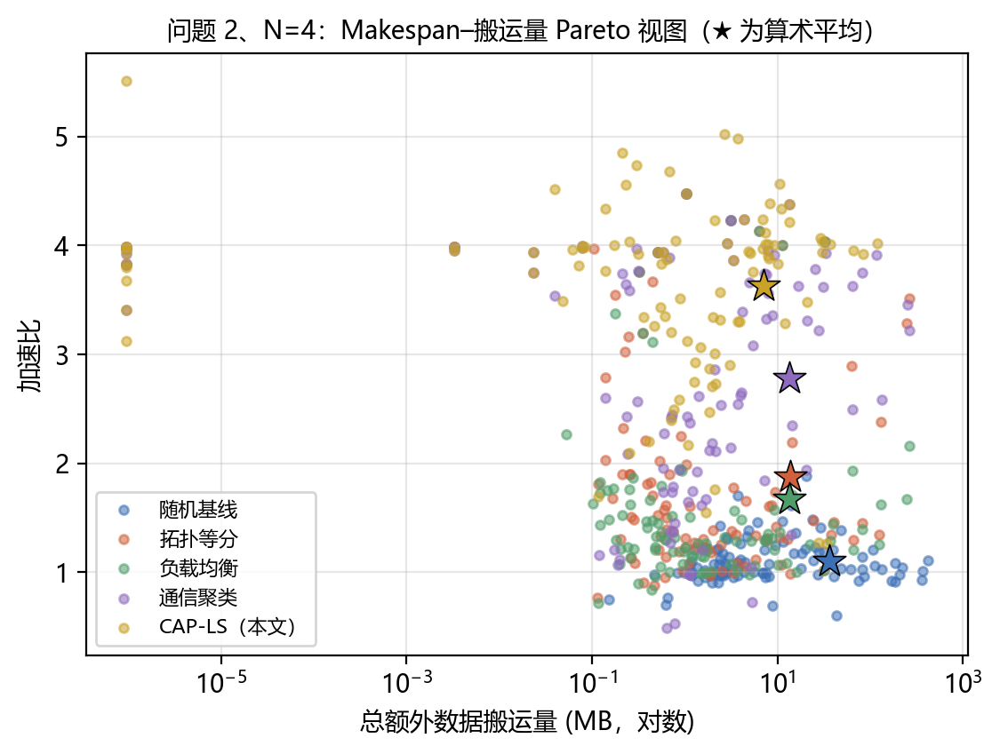 问题 2、N=4：Makespan–搬运量 Pareto 视图（★ 为算术平均）
加速比
5
4
3
2
1
随机基线
拓扑等分
负载均衡
通信聚类
CAP-LS（本文）
10⁻⁵
10⁻³
10⁻¹
10¹
10³
总额外数据搬运量 (MB，对数)